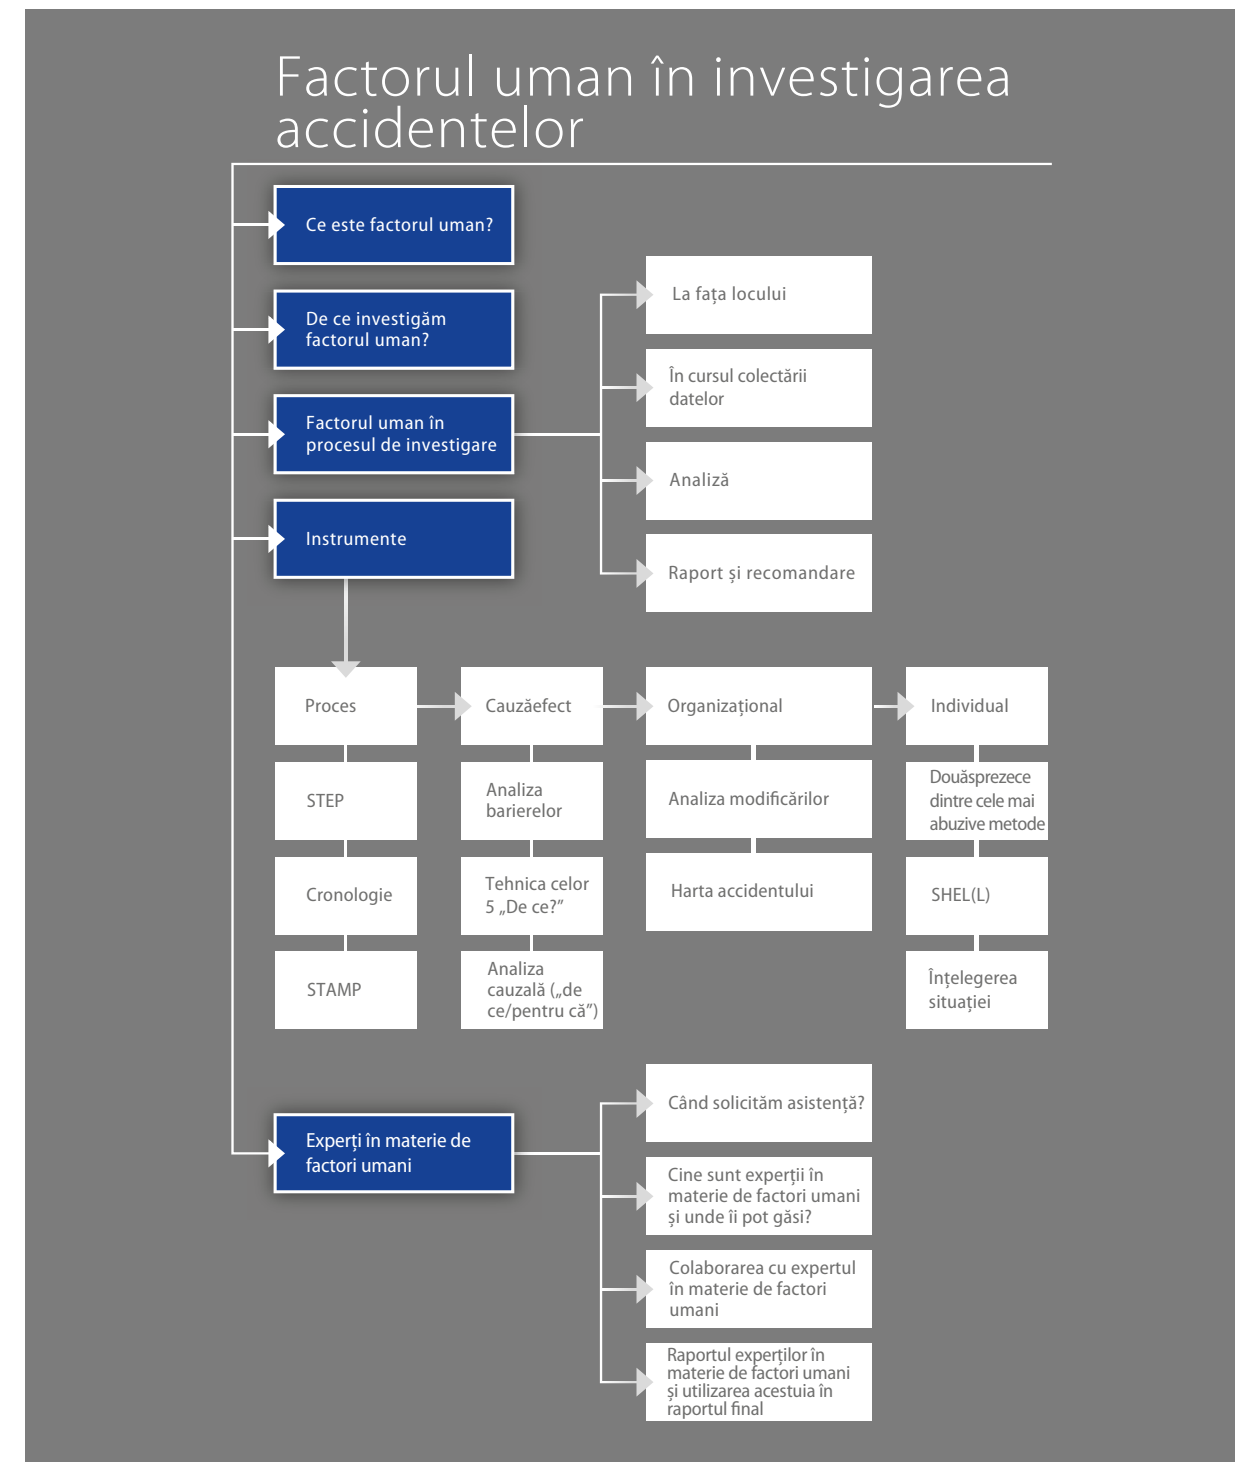 Factorul uman în investigarea
accidentelor
Ce este factorul uman?
De ce investigăm
factorul uman?
Factorul uman în
procesul de investigare
Instrumente
La fața locului
În cursul colectării
datelor
Analiză
Raport și recomandare
Proces
STEP
Cronologie
STAMP
Cauzăefect
Analiza
barierelor
Tehnica celor
5 „De ce?”
Analiza
cauzală („de
ce/pentru că”)
Organizațional
Analiza modificărilor
Harta accidentului
Individual
Douăsprezece
dintre cele mai
abuzive metode
SHEL(L)
Înțelegerea
situației
Experți în materie de
factori umani
Când solicităm asistență?
Cine sunt experții în
materie de factori umani
și unde îi pot găsi?
Colaborarea cu expertul
în materie de factori
umani
Raportul experților în
materie de factori umani
și utilizarea acestuia în
raportul final